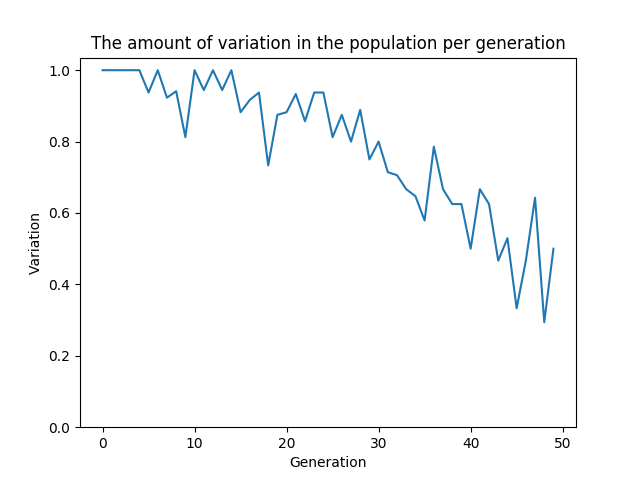 The amount of variation in the population per generation
1.0
0.8
0.6
0.4
0.2
0.0
Variation
0 10 20 30 40 50
Generation